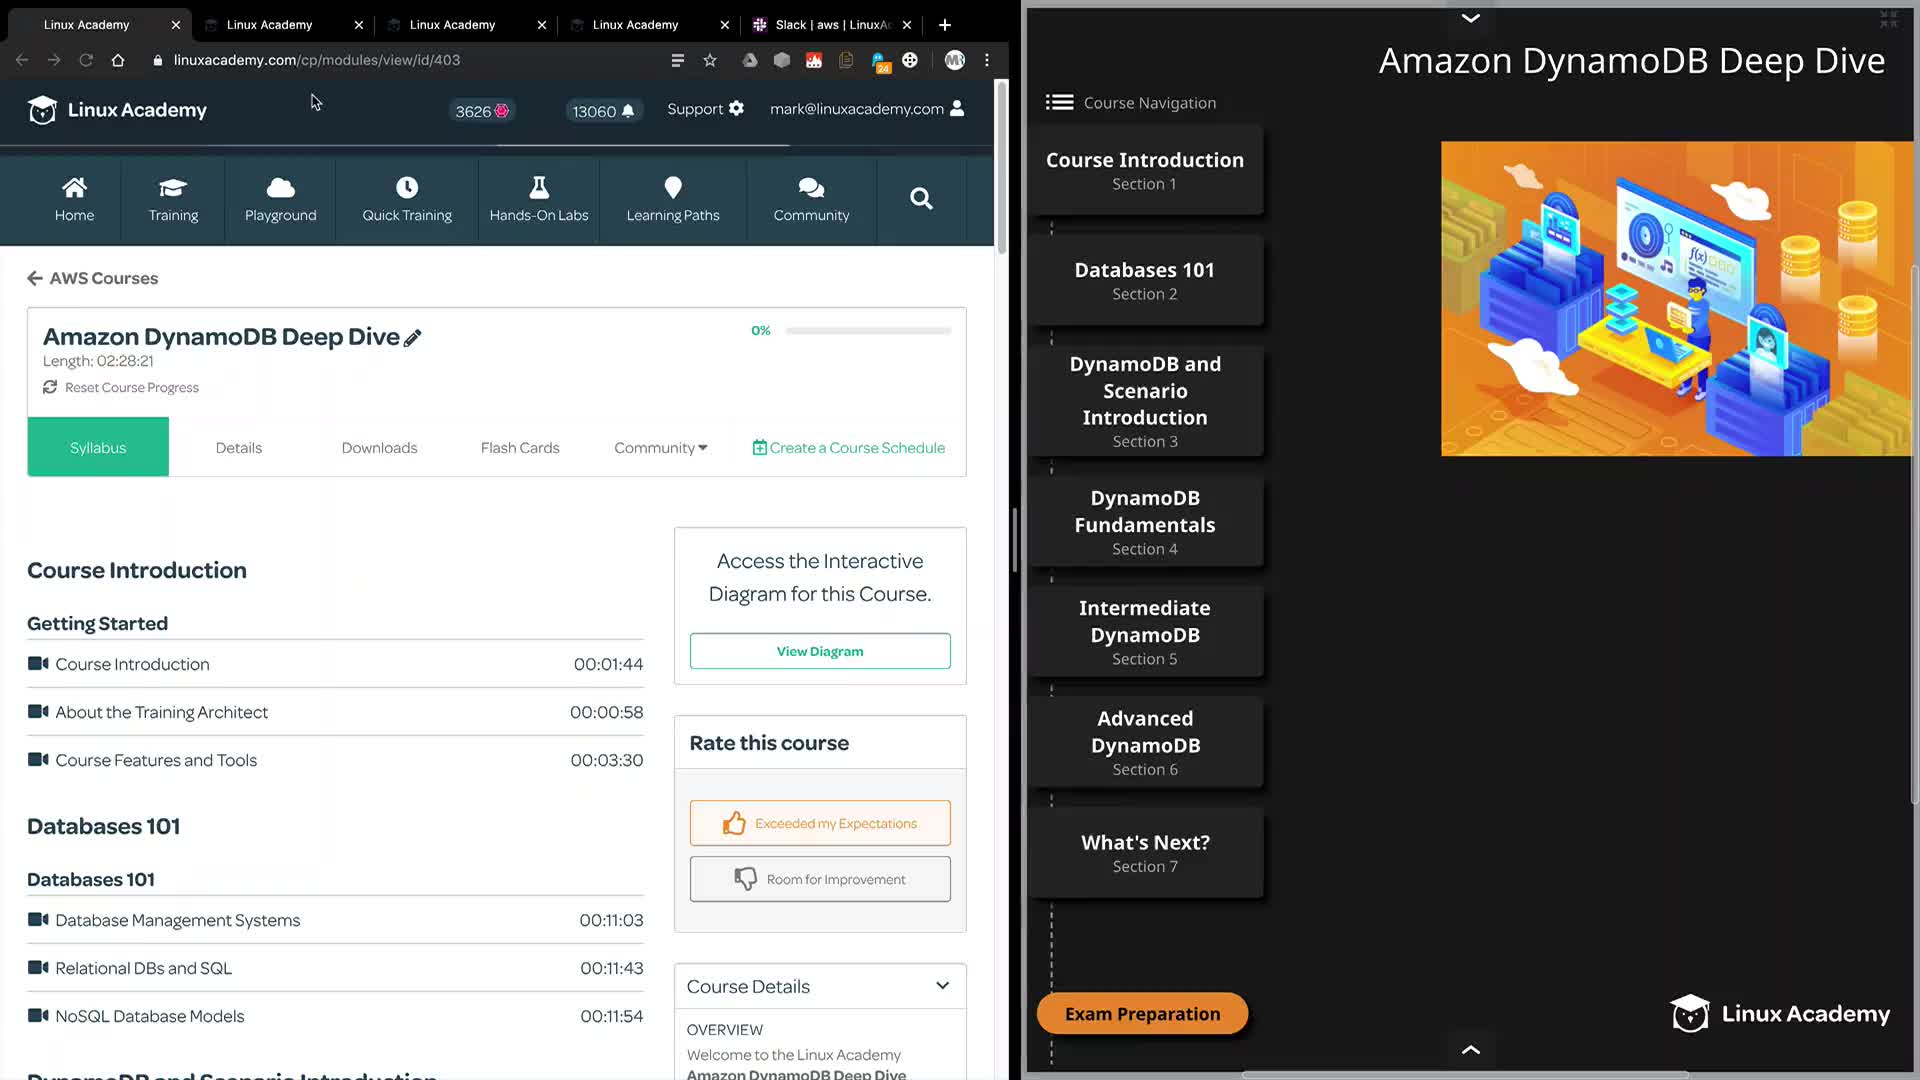 Linux Academy
Linux Academy
Linux Academy
Linux Academy
Slack | aws | LinuxAc
linuxacademy.com/cp/modules/view/id/403
24
MR
Linux Academy
3626
13060
Support
mark@linuxacademy.com
Home
Training
Playground
Quick Training
Hands-On Labs
Learning Paths
Community
AWS Courses
Amazon DynamoDB Deep Dive
Length: 02:28:21
Reset Course Progress
0%
Syllabus
Details
Downloads
Flash Cards
Community
Create a Course Schedule
Course Introduction
Getting Started
Course Introduction 00:01:44
About the Training Architect 00:00:58
Course Features and Tools 00:03:30
Databases 101
Databases 101
Database Management Systems 00:11:03
Relational DBs and SQL 00:11:43
NoSQL Database Models 00:11:54
DynamoDB and Scenario Introduction
Access the Interactive
Diagram for this Course.
View Diagram
Rate this course
Exceeded my Expectations
Room for Improvement
Course Details
OVERVIEW
Welcome to the Linux Academy
Amazon DynamoDB Deep Dive
Amazon DynamoDB Deep Dive
Course Navigation
Course Introduction
Section 1
Databases 101
Section 2
DynamoDB and
Scenario
Introduction
Section 3
DynamoDB
Fundamentals
Section 4
Intermediate
DynamoDB
Section 5
Advanced
DynamoDB
Section 6
What's Next?
Section 7
Exam Preparation
f(x)
Linux Academy